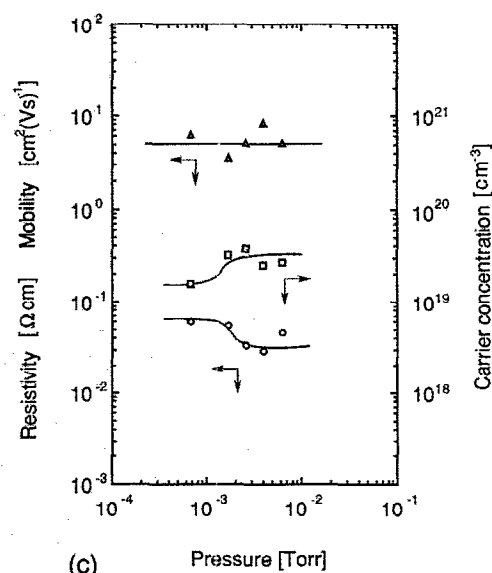 10^2
10^1
10^0
10^-1
10^-2
10^-3
Resistivity [Ω cm] Mobility [cm^2(Vs)^-1]
10^21
10^20
10^19
10^18
Carrier concentration [cm^-3]
10^-4 10^-3 10^-2 10^-1
(c) Pressure [Torr]